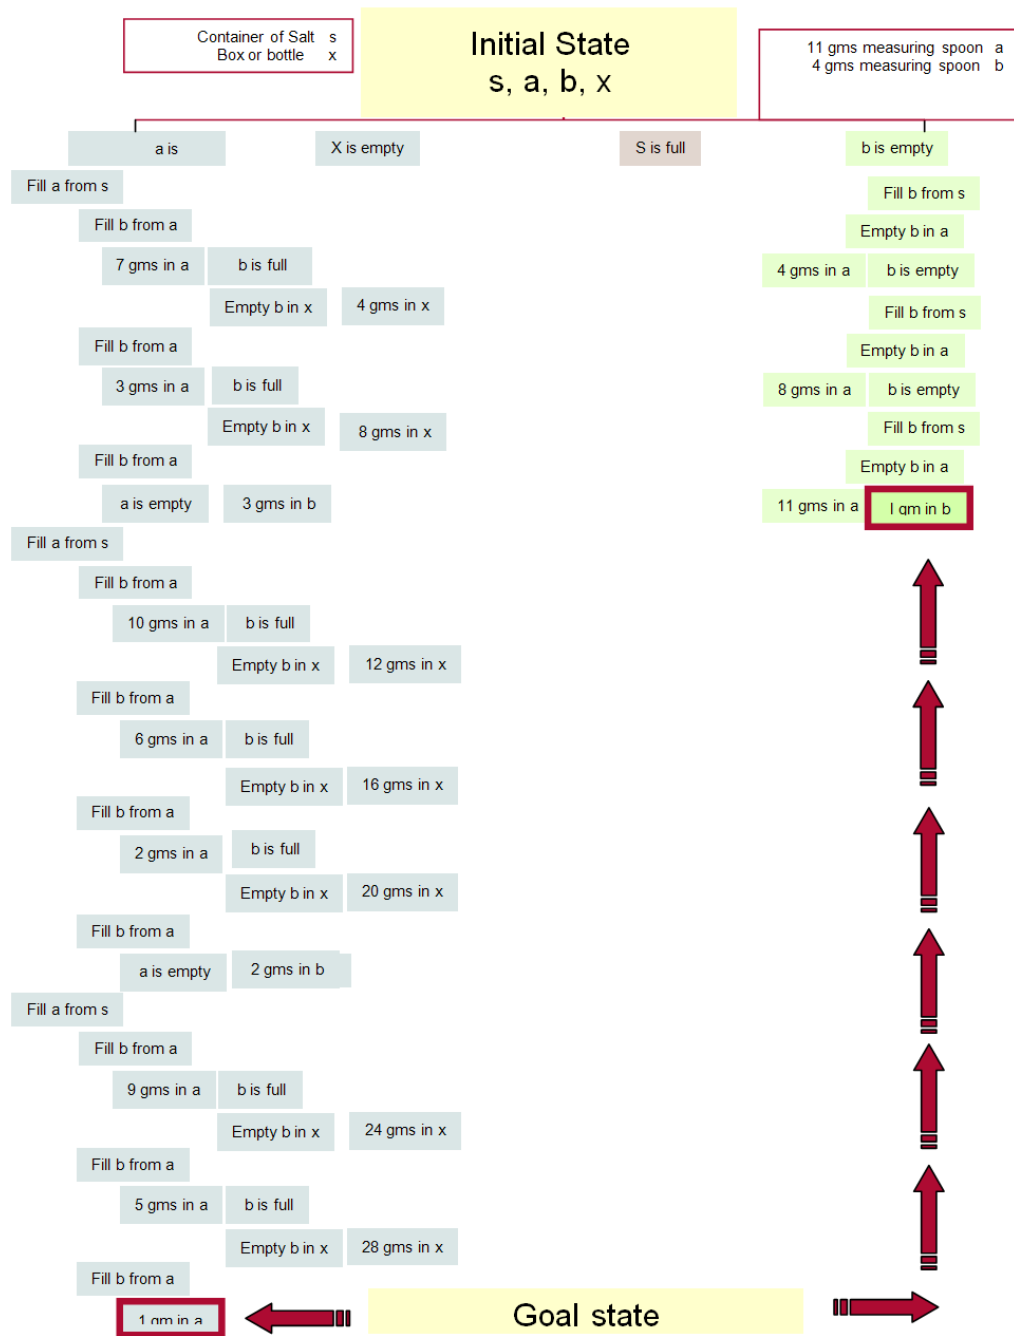 Container of Salt s
Box or bottle x
Initial State
s, a, b, x
11 gms measuring spoon a
4 gms measuring spoon b
a is
X is empty
S is full
b is empty
Fill a from s
Fill b from s
Fill b from a
Empty b in a
7 gms in a
b is full
4 gms in a
b is empty
Empty b in x
4 gms in x
Fill b from s
Fill b from a
Empty b in a
3 gms in a
b is full
8 gms in a
b is empty
Empty b in x
8 gms in x
Fill b from s
Fill b from a
Empty b in a
a is empty
3 gms in b
11 gms in a
I gm in b
Fill a from s
Fill b from a
10 gms in a
b is full
Empty b in x
12 gms in x
Fill b from a
6 gms in a
b is full
Empty b in x
16 gms in x
Fill b from a
2 gms in a
b is full
Empty b in x
20 gms in x
Fill b from a
a is empty
2 gms in b
Fill a from s
Fill b from a
9 gms in a
b is full
Empty b in x
24 gms in x
Fill b from a
5 gms in a
b is full
Empty b in x
28 gms in x
Fill b from a
1 gm in a
Goal state